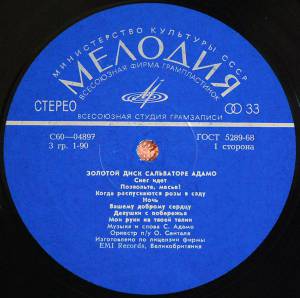 МИНИСТЕРСТВО КУЛЬТУРЫ СССР
МЕЛОДИЯ
ВСЕСОЮЗНАЯ ФИРМА ГРАМПЛАСТИНОК
СТЕРЕО
33
ВСЕСОЮЗНАЯ СТУДИЯ ГРАМЗАПИСИ
С60—04897
ГОСТ 5289-68
3 гр. 1-90
1 сторона
ЗОЛОТОЙ ДИСК САЛЬВАТОРЕ АДАМО
Снег идет
Позвольте, месье!
Когда распускаются розы в саду
Ночь
Вашему доброму сердцу
Девушки с побережья
Мои руки на твоей талии
Музыка и слова С. Адамо
Оркестр п/у О. Сентала
Изготовлено по лицензии фирмы
EMI Records, Великобритания